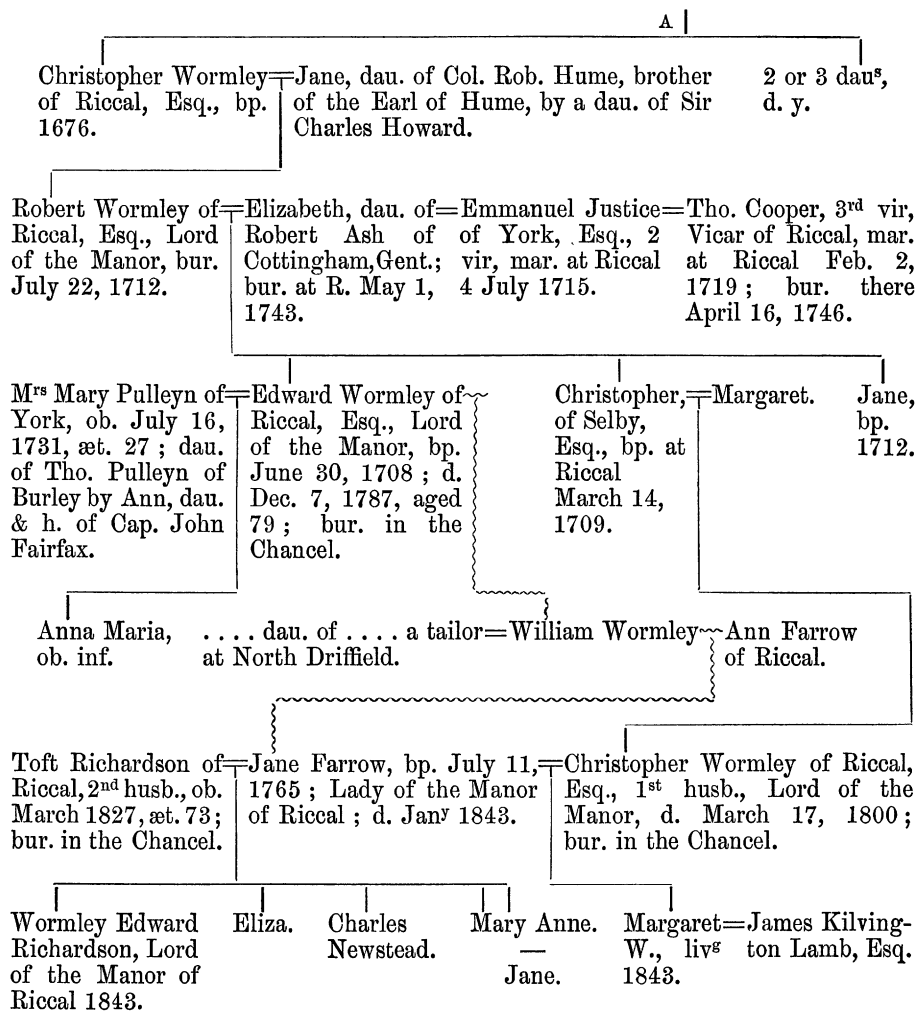 A
Christopher Wormley=Jane, dau. of Col. Rob. Hume, brother 2 or 3 dauˢ,
of Riccal, Esq., bp. of the Earl of Hume, by a dau. of Sir d. y.
1676. Charles Howard.
Robert Wormley of=Elizabeth, dau. of=Emmanuel Justice=Tho. Cooper, 3ʳᵈ vir,
Riccal, Esq., Lord Robert Ash of of York, Esq., 2 Vicar of Riccal, mar.
of the Manor, bur. Cottingham, Gent.; vir, mar. at Riccal at Riccal Feb. 2,
July 22, 1712. bur. at R. May 1, 4 July 1715. 1719 ; bur. there
1743. April 16, 1746.
Mʳˢ Mary Pulleyn of=Edward Wormley of~ Christopher,=Margaret. Jane,
York, ob. July 16, Riccal, Esq., Lord of Selby, bp.
1731, æt. 27 ; dau. of the Manor, bp. Esq., bp. at 1712.
of Tho. Pulleyn of June 30, 1708 ; d. Riccal
Burley by Ann, dau. Dec. 7, 1787, aged March 14,
& h. of Cap. John 79 ; bur. in the 1709.
Fairfax. Chancel.
Anna Maria, . . . . dau. of . . . . a tailor=William Wormley~Ann Farrow
ob. inf. at North Driffield. of Riccal.
Toft Richardson of=Jane Farrow, bp. July 11,=Christopher Wormley of Riccal,
Riccal, 2ⁿᵈ husb., ob. 1765 ; Lady of the Manor Esq., 1ˢᵗ husb., Lord of the
March 1827, æt. 73; of Riccal ; d. Janʸ 1843. Manor, d. March 17, 1800 ;
bur. in the Chancel. bur. in the Chancel.
Wormley Edward Eliza. Charles Mary Anne. Margaret=James Kilving-
Richardson, Lord Newstead. — W., livᵍ ton Lamb, Esq.
of the Manor of Jane. 1843.
Riccal 1843.